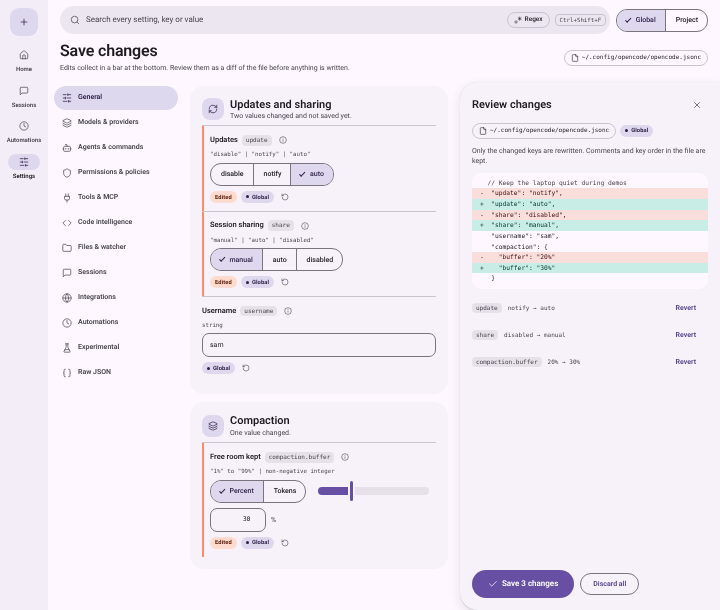 Search every setting, key or value
Regex
Ctrl+Shift+F
Global
Project
Home
Sessions
Automations
Settings
Save changes
Edits collect in a bar at the bottom. Review them as a diff of the file before anything is written.
~/.config/opencode/opencode.jsonc
General
Models & providers
Agents & commands
Permissions & policies
Tools & MCP
Code intelligence
Files & watcher
Sessions
Integrations
Automations
Experimental
Raw JSON
Updates and sharing
Two values changed and not saved yet.
Updates update
"disable" | "notify" | "auto"
disable notify auto
Edited Global
Session sharing share
"manual" | "auto" | "disabled"
manual auto disabled
Edited Global
Username username
string
sam
Global
Compaction
One value changed.
Free room kept compaction.buffer
"1%" to "99%" | non-negative integer
Percent Tokens
30 %
Edited Global
Review changes
~/.config/opencode/opencode.jsonc Global
Only the changed keys are rewritten. Comments and key order in the file are
kept.
// Keep the laptop quiet during demos
- "update": "notify",
+ "update": "auto",
- "share": "disabled",
+ "share": "manual",
"username": "sam",
"compaction": {
- "buffer": "20%"
+ "buffer": "30%"
}
update notify → auto Revert
share disabled → manual Revert
compaction.buffer 20% → 30% Revert
Save 3 changes
Discard all